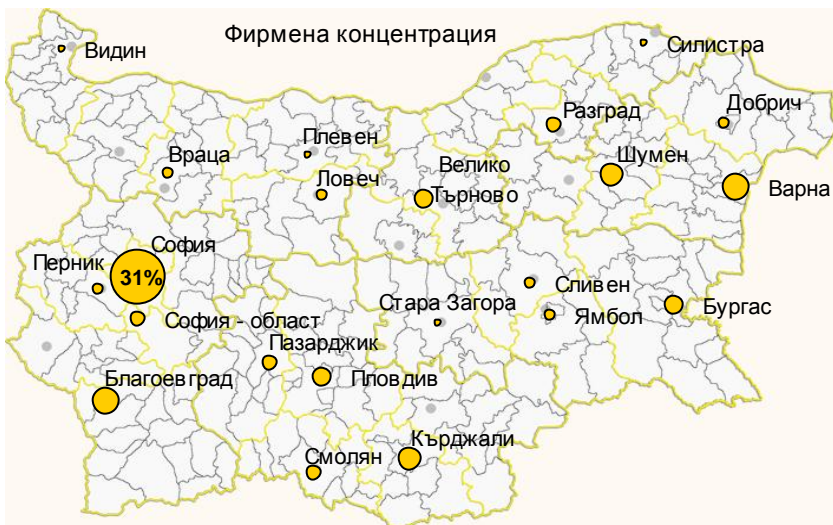 Фирмена концентрация
Видин
Силистра
Разград
Добрич
Плевен
Враца
Велико
Търново
Шумен
Ловеч
Варна
София
31%
Перник
София - област
Стара Загора
Сливен
Ямбол
Бургас
Пазарджик
Пловдив
Благоевград
Кърджали
Смолян